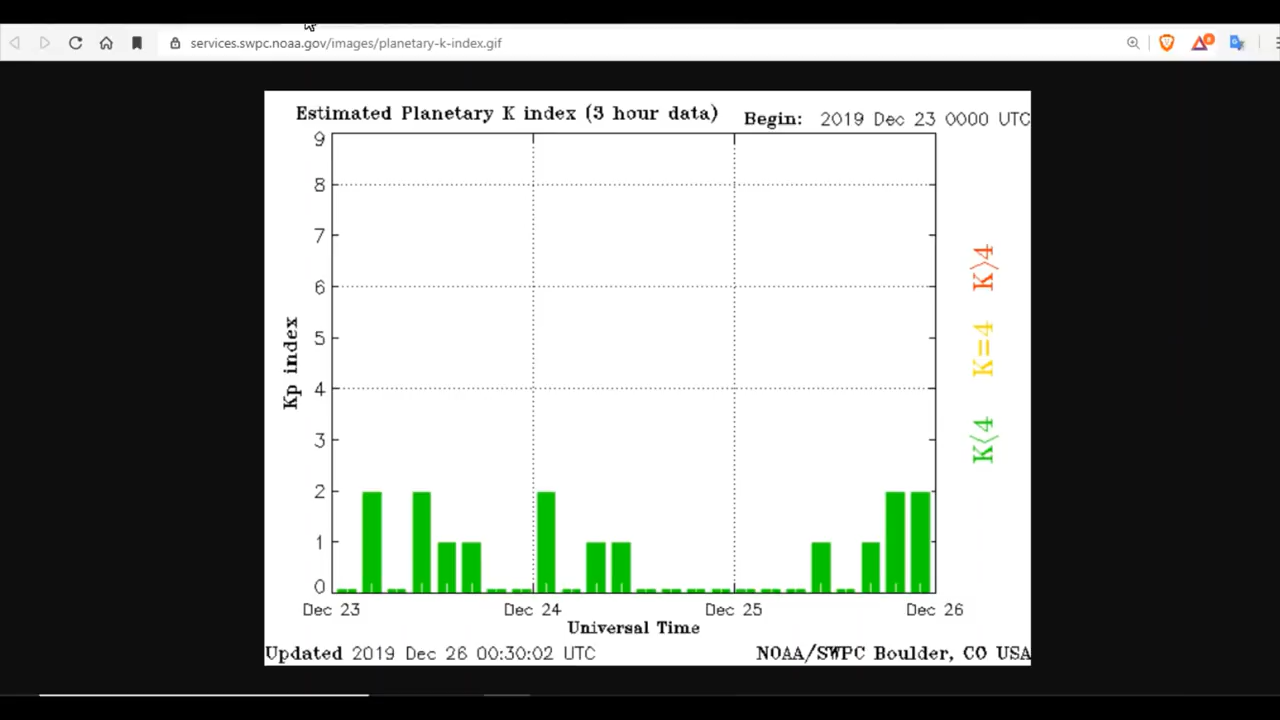 services.swpc.noaa.gov/images/planetary-k-index.gif
Estimated Planetary K index (3 hour data)
Begin: 2019 Dec 23 0000 UTC
9
8
7
6
5
4
3
2
1
0
Kp index
K>4
K=4
K<4
Dec 23
Dec 24
Dec 25
Dec 26
Universal Time
Updated 2019 Dec 26 00:30:02 UTC
NOAA/SWPC Boulder, CO USA